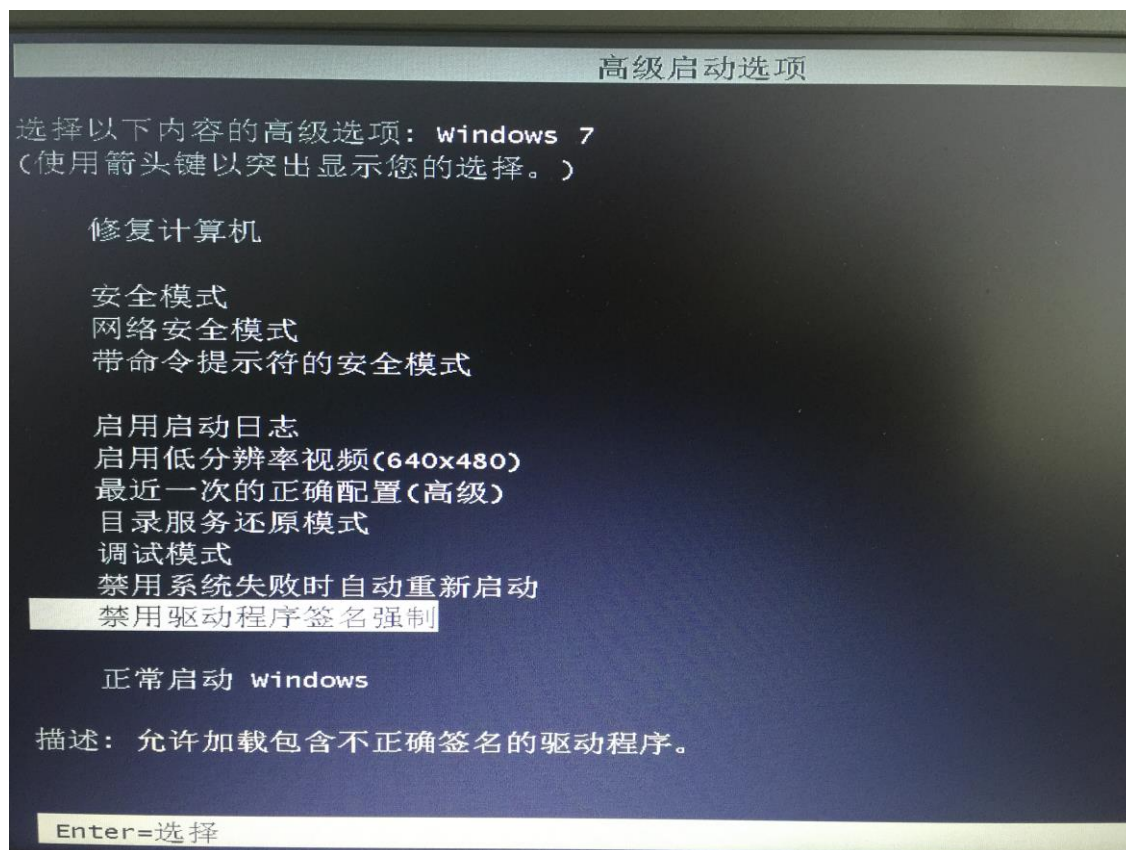 高级启动选项
选择以下内容的高级选项: Windows 7
(使用箭头键以突出显示您的选择。)
修复计算机
安全模式
网络安全模式
带命令提示符的安全模式
启用启动日志
启用低分辨率视频(640x480)
最近一次的正确配置(高级)
目录服务还原模式
调试模式
禁用系统失败时自动重新启动
禁用驱动程序签名强制
正常启动 Windows
描述: 允许加载包含不正确签名的驱动程序。
Enter=选择